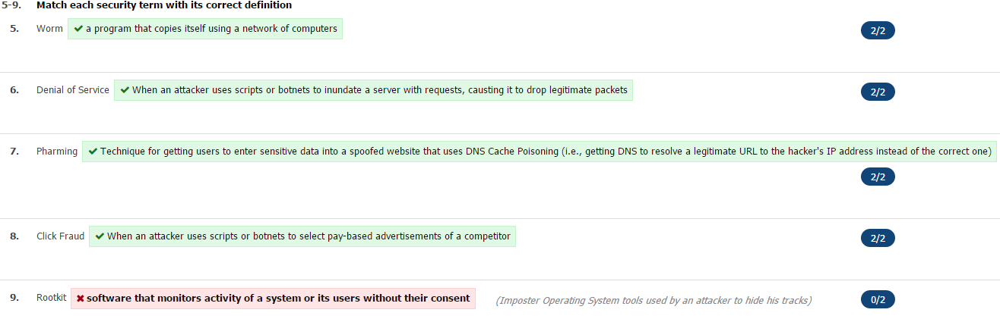 5-9. Match each security term with its correct definition
5. Worm ✔ a program that copies itself using a network of computers 2/2
6. Denial of Service ✔ When an attacker uses scripts or botnets to inundate a server with requests, causting it to drop legitimate packets 2/2
7. Pharming ✔ Technique for getting users to enter sensitive data into a spoofed website that uses DNS Cache Poisoning (i.e., getting DNS to resolve a legitimate URL to the hacker's IP address instead of the correct one)
2/2
8. Click Fraud ✔ When an attacker uses scripts or botnets to select pay-based advertisements of a competitor 2/2
9. Rootkit ✖ software that monitors activity of a system or its users without their consent (Imposter Operating System tools used by an attacker to hide his tracks) 0/2